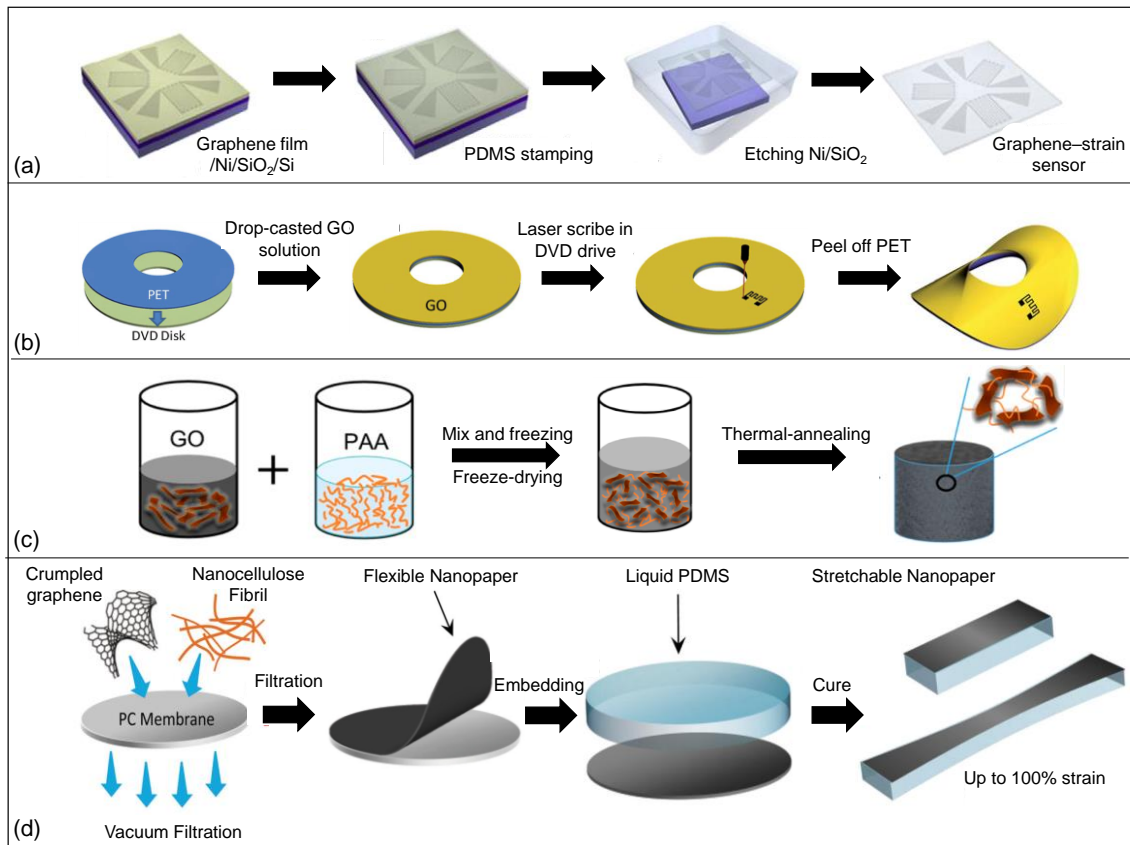 Graphene film
/Ni/SiO₂/Si
PDMS stamping
Etching Ni/SiO₂
Graphene–strain
sensor
(a)
Drop-casted GO
solution
Laser scribe in
DVD drive
Peel off PET
PET
DVD Disk
GO
(b)
GO
PAA
Mix and freezing
Freeze-drying
Thermal-annealing
(c)
Crumpled
graphene
Nanocellulose
Fibril
Flexible Nanopaper
Liquid PDMS
Stretchable Nanopaper
Filtration
Embedding
Cure
PC Membrane
Up to 100% strain
Vacuum Filtration
(d)